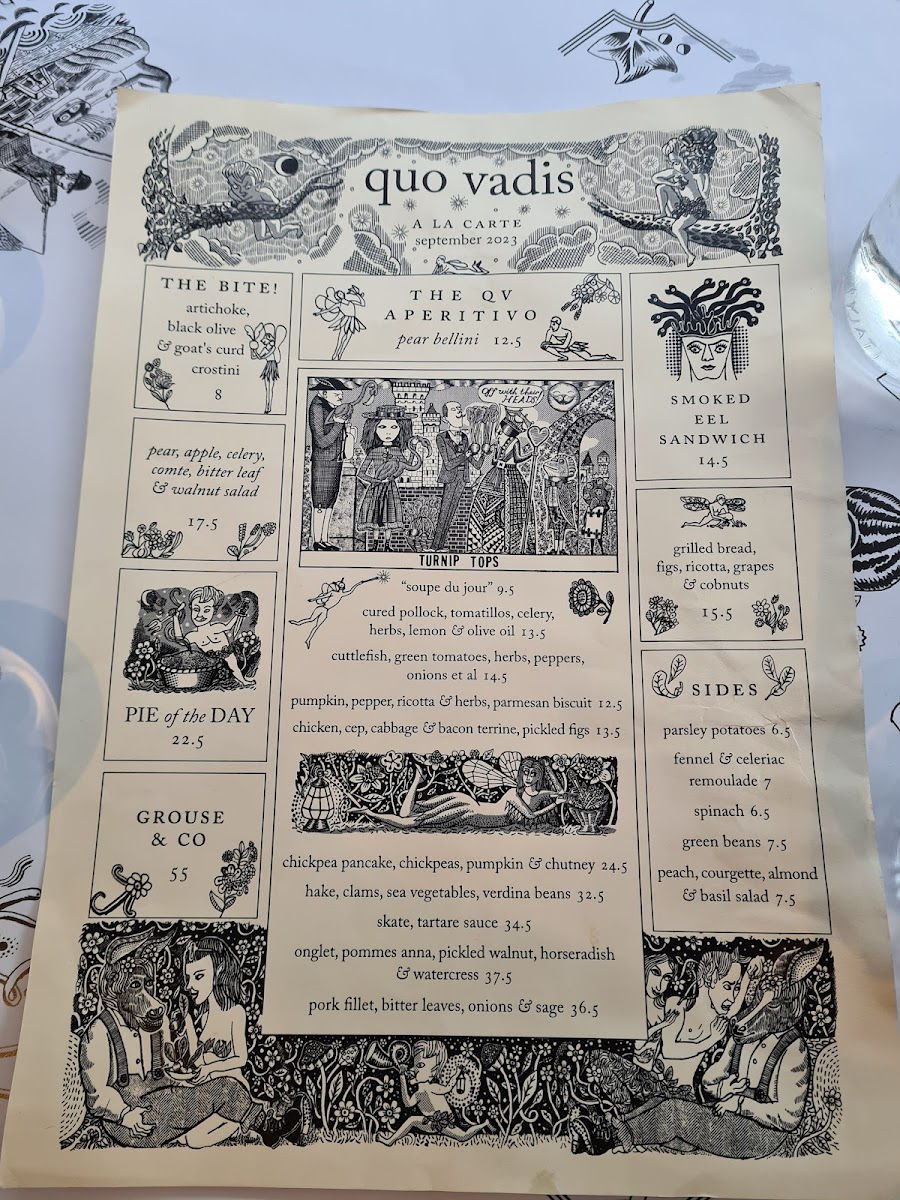 quo vadis
A LA CARTE
september 2023
THE BITE!
artichoke,
black olive
& goat's curd
crostini
8
pear, apple, celery,
comte, bitter leaf
& walnut salad
17.5
PIE of the DAY
22.5
GROUSE
& CO
55
THE QV
APERITIVO
pear bellini 12.5
Off with their
HEADS!
TURNIP TOPS
“soupe du jour” 9.5
cured pollock, tomatillos, celery,
herbs, lemon & olive oil 13.5
cuttlefish, green tomatoes, herbs, peppers,
onions et al 14.5
pumpkin, pepper, ricotta & herbs, parmesan biscuit 12.5
chicken, cep, cabbage & bacon terrine, pickled figs 13.5
chickpea pancake, chickpeas, pumpkin & chutney 24.5
hake, clams, sea vegetables, verdina beans 32.5
skate, tartare sauce 34.5
onglet, pommes anna, pickled walnut, horseradish
& watercress 37.5
pork fillet, bitter leaves, onions & sage 36.5
SMOKED
EEL
SANDWICH
14.5
grilled bread,
figs, ricotta, grapes
& cobnuts
15.5
SIDES
parsley potatoes 6.5
fennel & celeriac
remoulade 7
spinach 6.5
green beans 7.5
peach, courgette, almond
& basil salad 7.5